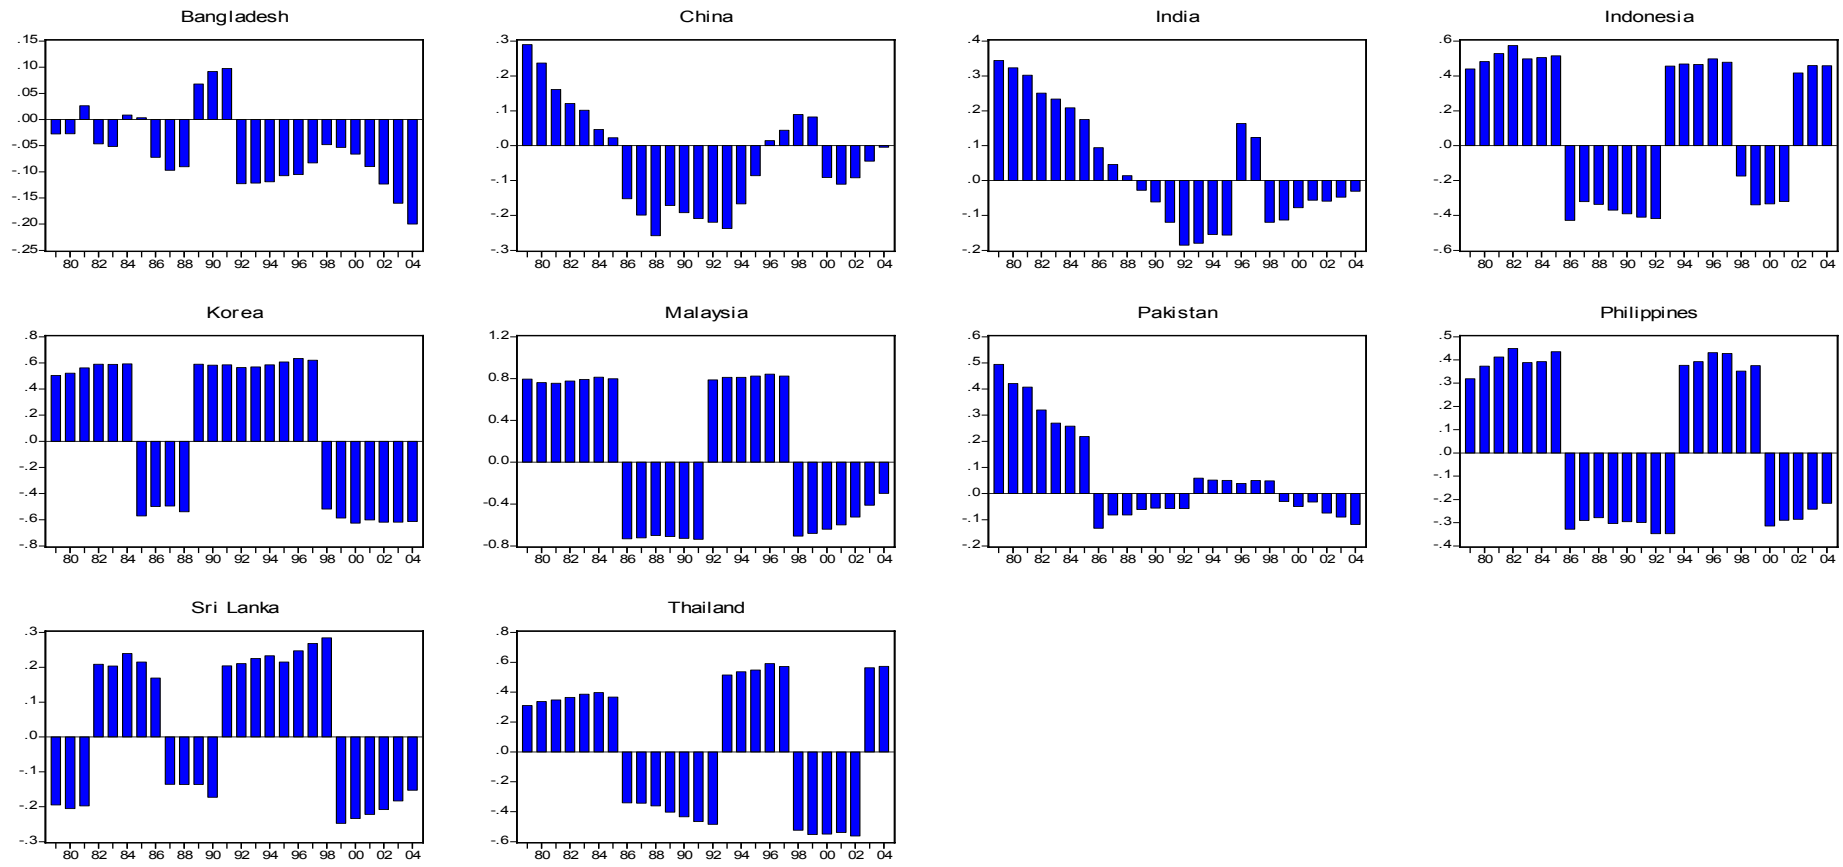 Bangladesh China India Indonesia
.15 .3 .4 .6
.10 .2 .3 .4
.05 .1 .2 .2
.00 .0 .1 .0
-.05 -.1 .0 -.2
-.10 -.2 -.1 -.4
-.15 -.3 -.2 -.6
-.20
-.25
80 82 84 86 88 90 92 94 96 98 00 02 04 80 82 84 86 88 90 92 94 96 98 00 02 04 80 82 84 86 88 90 92 94 96 98 00 02 04 80 82 84 86 88 90 92 94 96 98 00 02 04
Korea Malaysia Pakistan Philippines
.8 1.2 .6 .5
.6 0.8 .5 .4
.4 0.4 .4 .3
.2 0.0 .3 .2
.0 -0.4 .2 .1
-.2 -0.8 .1 .0
-.4 .0 -.1
-.6 -.1 -.2
-.8 -.2 -.3
-.4
80 82 84 86 88 90 92 94 96 98 00 02 04 80 82 84 86 88 90 92 94 96 98 00 02 04 80 82 84 86 88 90 92 94 96 98 00 02 04 80 82 84 86 88 90 92 94 96 98 00 02 04
Sri Lanka Thailand
.3 .8
.2 .6
.1 .4
.0 .2
-.1 .0
-.2 -.2
-.3 -.4
-.6
80 82 84 86 88 90 92 94 96 98 00 02 04 80 82 84 86 88 90 92 94 96 98 00 02 04